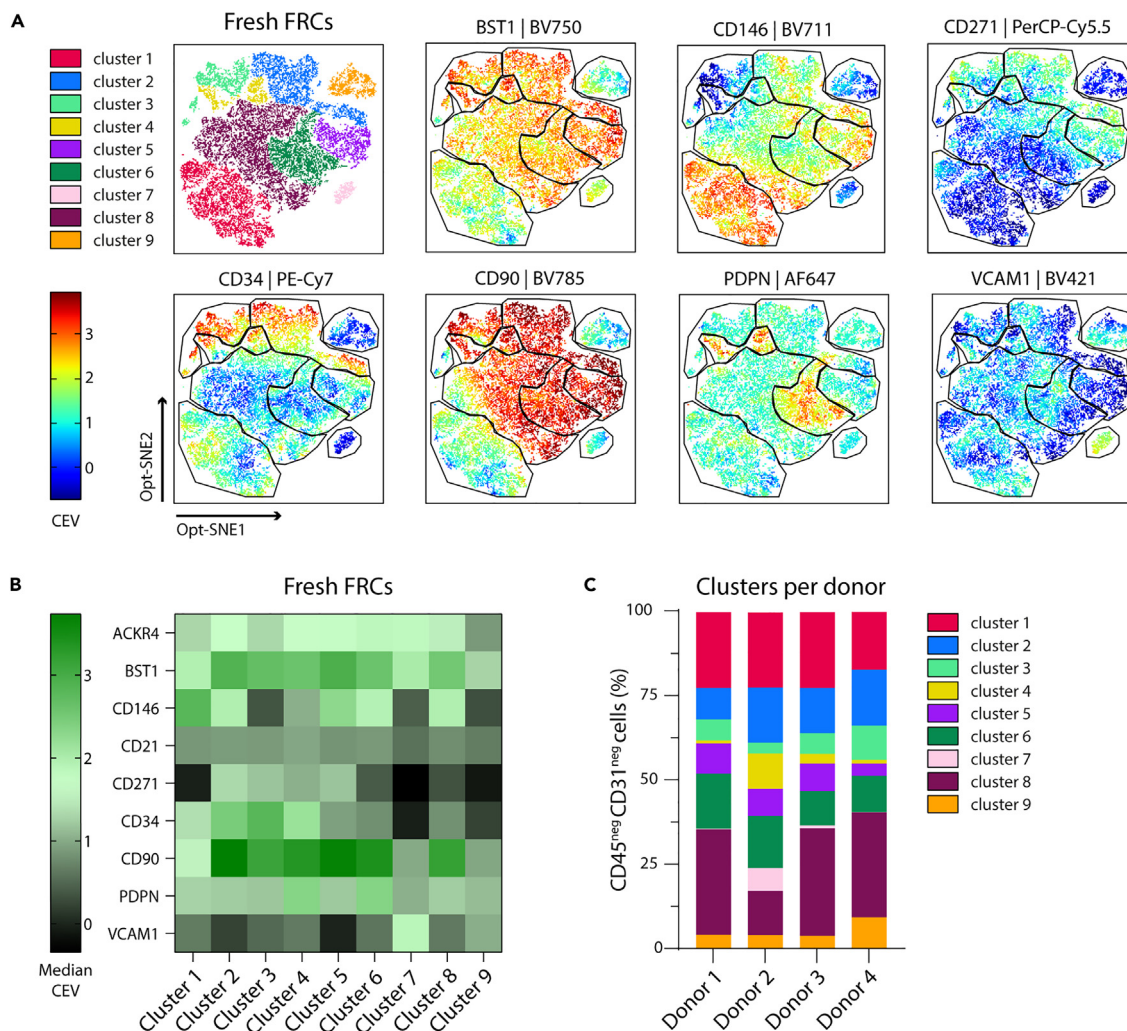 A
Fresh FRCs
cluster 1
cluster 2
cluster 3
cluster 4
cluster 5
cluster 6
cluster 7
cluster 8
cluster 9
BST1 | BV750
CD146 | BV711
CD271 | PerCP-Cy5.5
CD34 | PE-Cy7
CD90 | BV785
PDPN | AF647
VCAM1 | BV421
3
2
1
0
CEV
Opt-SNE2
Opt-SNE1
B
Fresh FRCs
3
2
1
0
Median
CEV
ACKR4
BST1
CD146
CD21
CD271
CD34
CD90
PDPN
VCAM1
Cluster 1
Cluster 2
Cluster 3
Cluster 4
Cluster 5
Cluster 6
Cluster 7
Cluster 8
Cluster 9
C
Clusters per donor
CD45neg CD31neg cells (%)
100
75
50
25
0
Donor 1
Donor 2
Donor 3
Donor 4
cluster 1
cluster 2
cluster 3
cluster 4
cluster 5
cluster 6
cluster 7
cluster 8
cluster 9